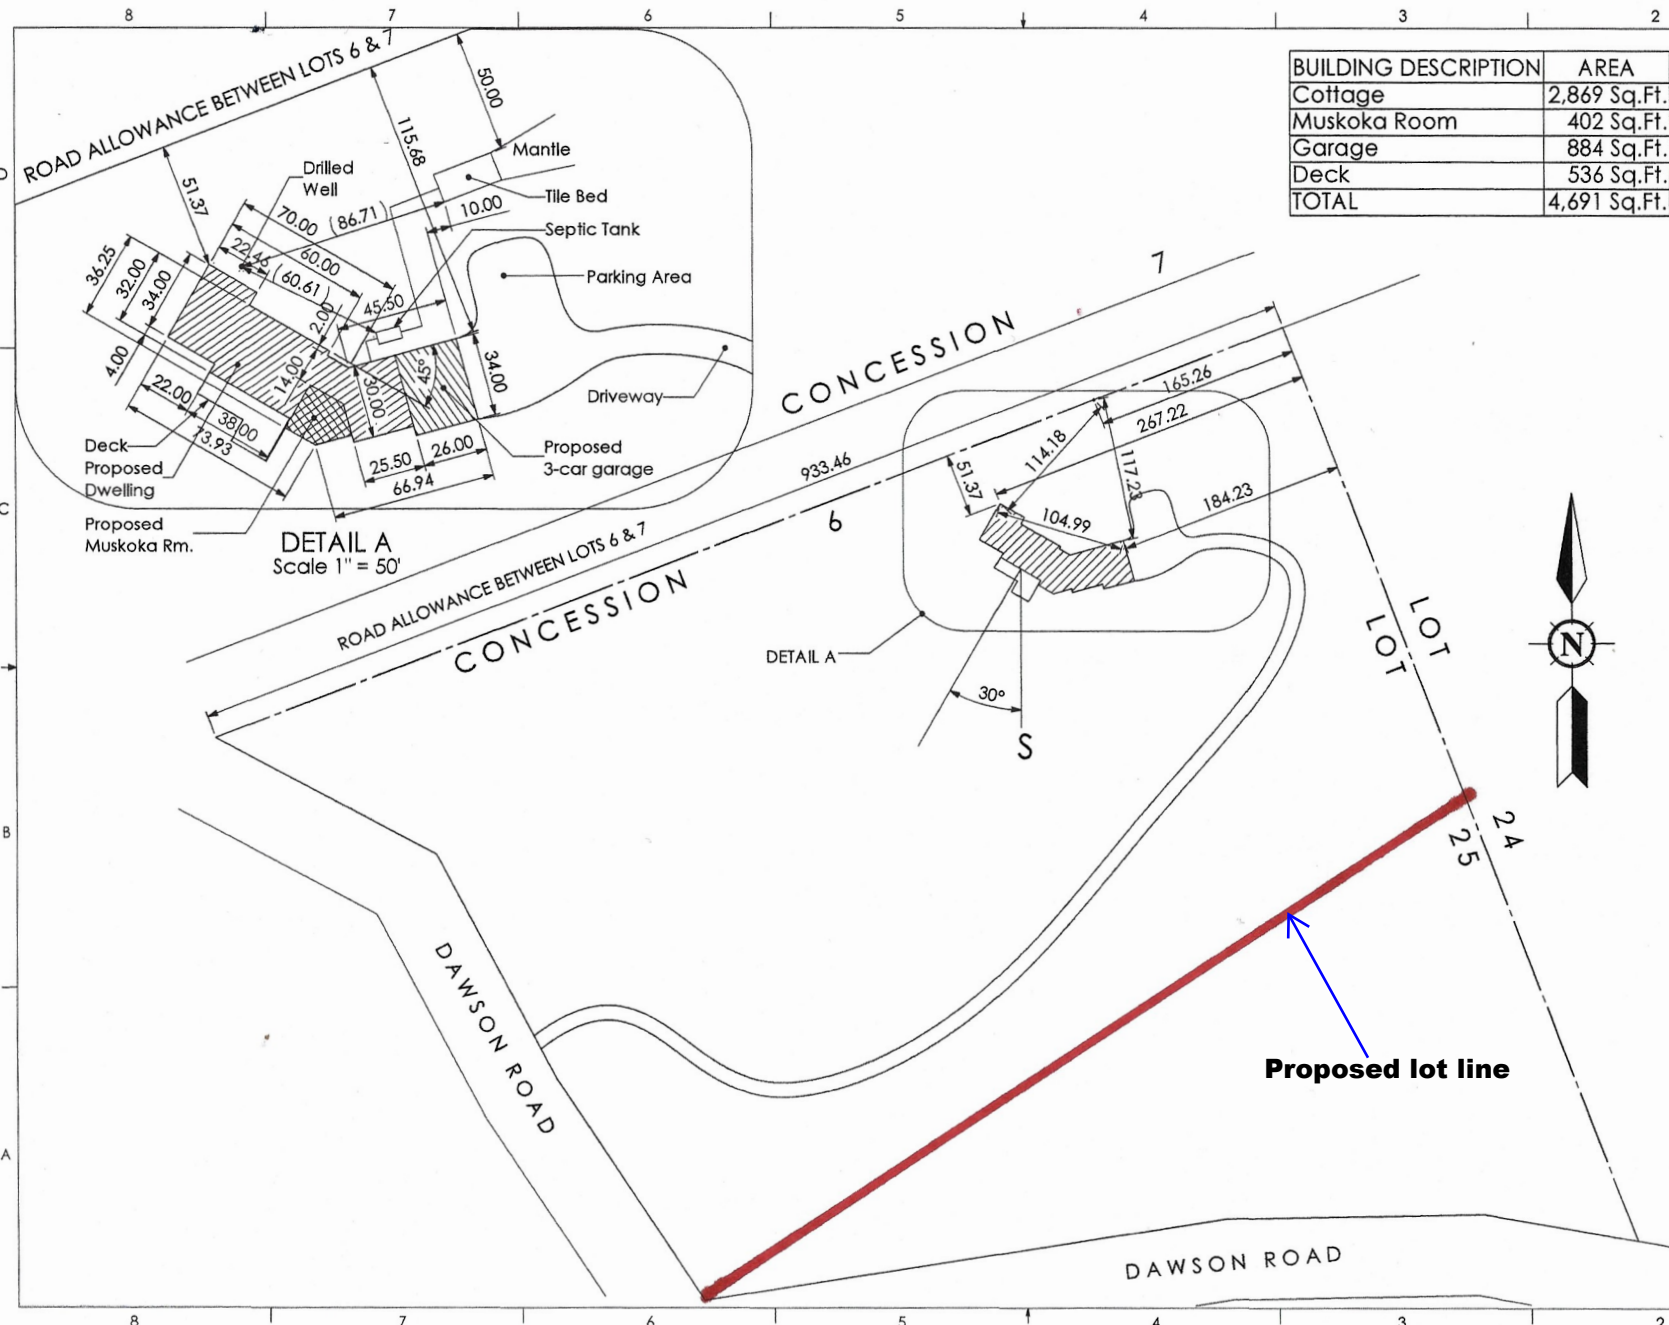 8 7 6 5 4 3 2
D
C
B
A
ROAD ALLOWANCE BETWEEN LOTS 6 & 7
50.00
115.68
51.37
Drilled
Well
Mantle
Tile Bed
70.00
(86.71)
10.00
Septic Tank
22.46
60.00
(60.61)
Parking Area
36.25
32.00
34.00
2.00
45.50
4.00
14.00
30.00
45°
34.00
22.00
38.00
73.93
Driveway
Deck
Proposed
Dwelling
25.50
26.00
66.94
Proposed
3-car garage
Proposed
Muskoka Rm.
DETAIL A
Scale 1" = 50'
BUILDING DESCRIPTION AREA
Cottage 2,869 Sq.Ft.
Muskoka Room 402 Sq.Ft.
Garage 884 Sq.Ft.
Deck 536 Sq.Ft.
TOTAL 4,691 Sq.Ft.
CONCESSION 7
165.26
267.22
933.46
114.18
51.37
117.23
104.99
184.23
ROAD ALLOWANCE BETWEEN LOTS 6 & 7
CONCESSION 6
DETAIL A
30°
S
LOT
LOT
N
24
25
DAWSON ROAD
Proposed lot line
DAWSON ROAD
8 7 6 5 4 3 2